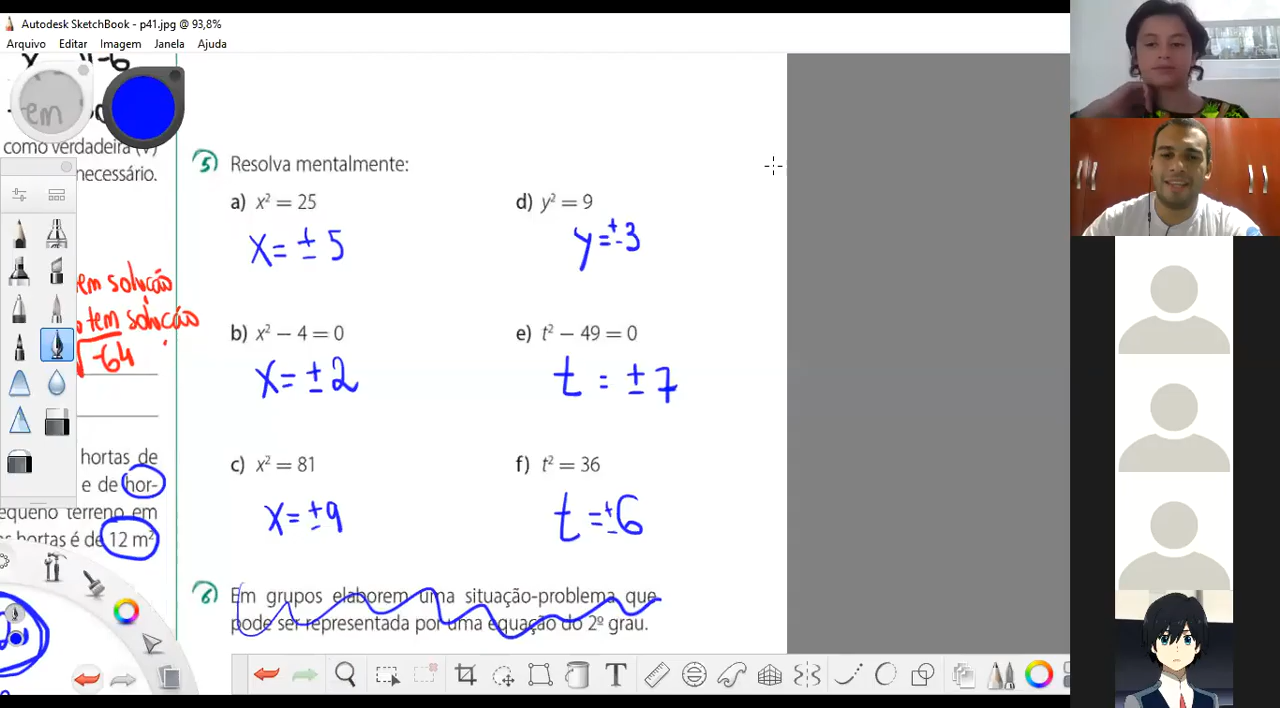 Autodesk SketchBook - p41.jpg @ 93,8%
Arquivo Editar Imagem Janela Ajuda
em
como verdadeira (V)
necessário.
em solução
tem solução
√-64
hortas de
e de hor-
equeno terreno em
s hortas é de 12 m²
5 Resolva mentalmente:
a) x² = 25
x = ± 5
b) x² – 4 = 0
x = ± 2
c) x² = 81
x = ± 9
d) y² = 9
y = ± 3
e) t² – 49 = 0
t = ± 7
f) t² = 36
t = ± 6
6 Em grupos elaborem uma situação-problema que
pode ser representada por uma equação do 2º grau.